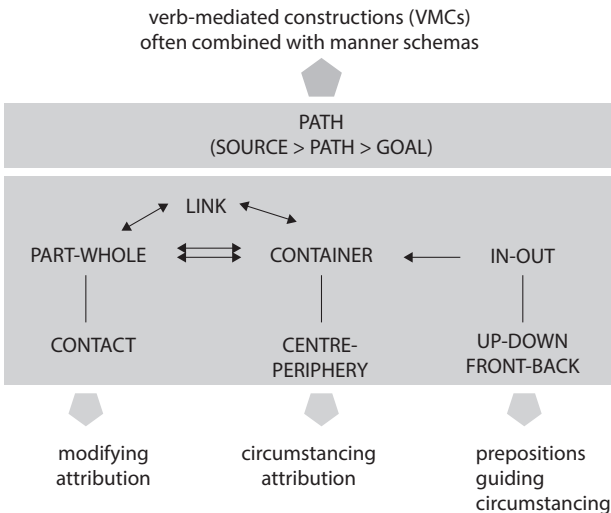 verb-mediated constructions (VMCs)
often combined with manner schemas
PATH
(SOURCE > PATH > GOAL)
LINK
PART-WHOLE
CONTAINER
IN-OUT
CONTACT
CENTRE-
PERIPHERY
UP-DOWN
FRONT-BACK
modifying
attribution
circumstancing
attribution
prepositions
guiding
circumstancing